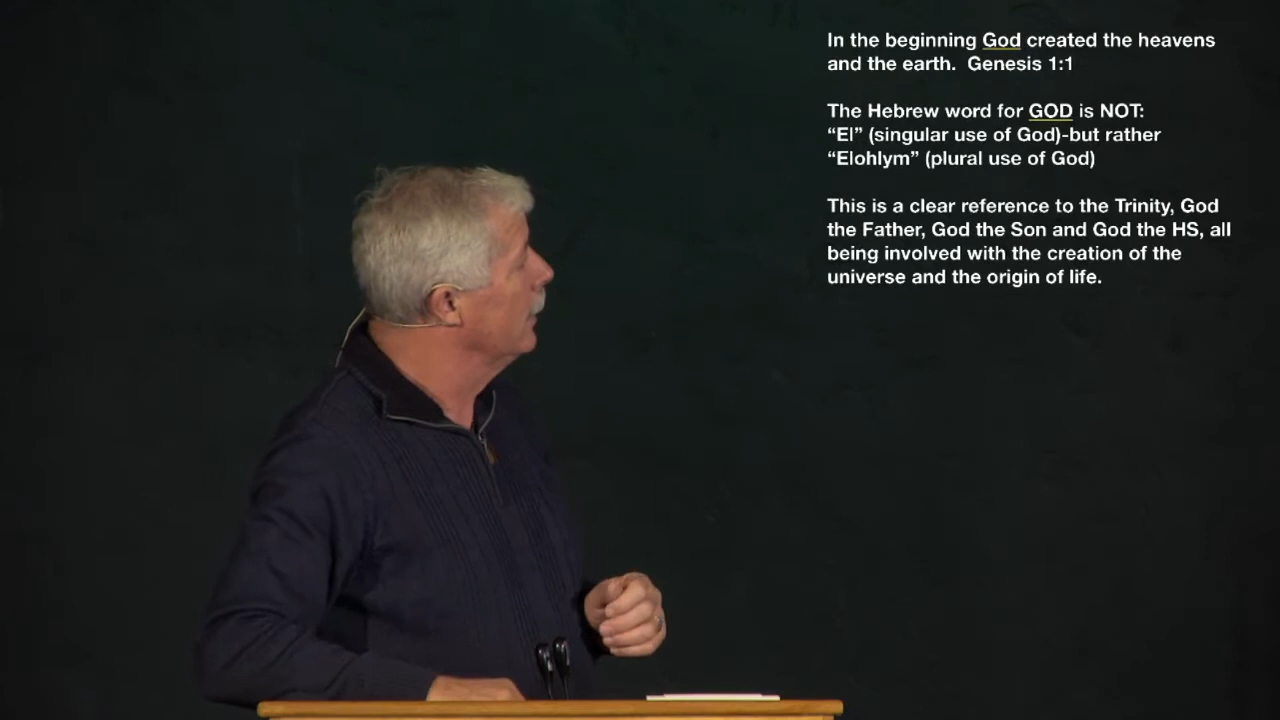 In the beginning God created the heavens
and the earth.  Genesis 1:1
The Hebrew word for GOD is NOT:
“El” (singular use of God)-but rather
“Elohlym” (plural use of God)
This is a clear reference to the Trinity, God
the Father, God the Son and God the HS, all
being involved with the creation of the
universe and the origin of life.